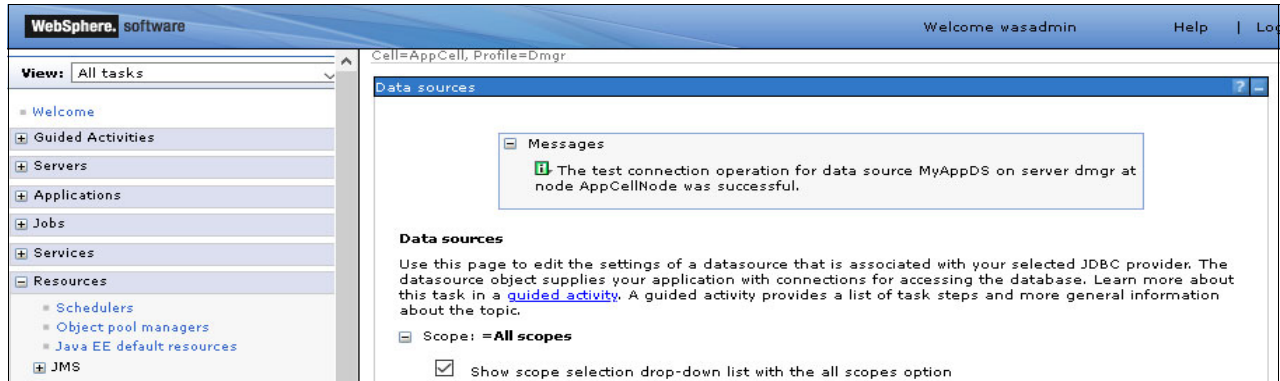 WebSphere. software
Welcome wasadmin
Help
|
View: All tasks
Welcome
Guided Activities
Servers
Applications
Jobs
Services
Resources
Schedulers
Object pool managers
Java EE default resources
JMS
Cell=AppCell, Profile=Dmgr
Data sources
?
Messages
The test connection operation for data source MyAppDS on server dmgr at
node AppCellNode was successful.
Data sources
Use this page to edit the settings of a datasource that is associated with your selected JDBC provider. The
datasource object supplies your application with connections for accessing the database. Learn more about
this task in a guided activity. A guided activity provides a list of task steps and more general information
about the topic.
Scope: =All scopes
Show scope selection drop-down list with the all scopes option